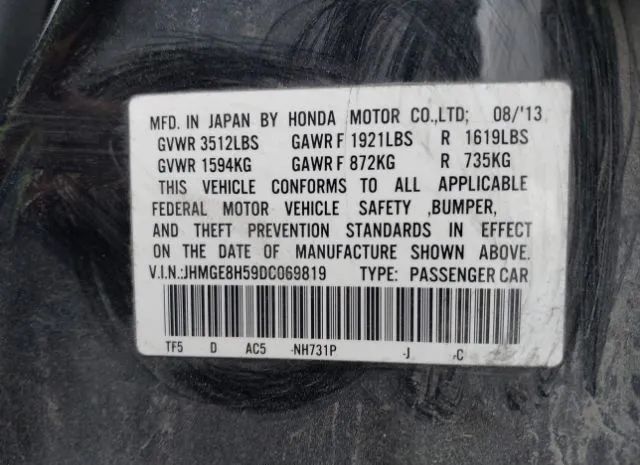 MFD. IN JAPAN BY HONDA MOTOR CO.,LTD; 08/'13
GVWR 3512LBS GAWR F 1921LBS R 1619LBS
GVWR 1594KG GAWR F 872KG R 735KG
THIS VEHICLE CONFORMS TO ALL APPLICABLE
FEDERAL MOTOR VEHICLE SAFETY ,BUMPER,
AND THEFT PREVENTION STANDARDS IN EFFECT
ON THE DATE OF MANUFACTURE SHOWN ABOVE.
V.I.N.:JHMGE8H59DC069819 TYPE: PASSENGER CAR
TF5 D AC5 -NH731P -J -C